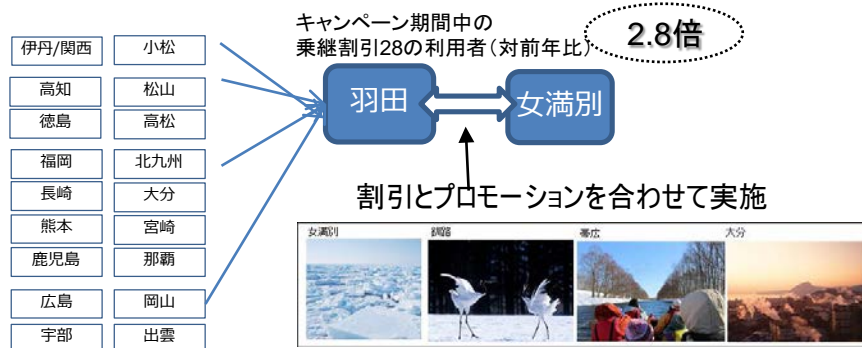 キャンペーン期間中の
乗継割引28の利用者(対前年比)
2.8倍
伊丹/関西 小松
高知 松山
徳島 高松
福岡 北九州
長崎 大分
熊本 宮崎
鹿児島 那覇
広島 岡山
宇部 出雲
羽田
女満別
割引とプロモーションを合わせて実施
女満別 釧路 帯広 大分